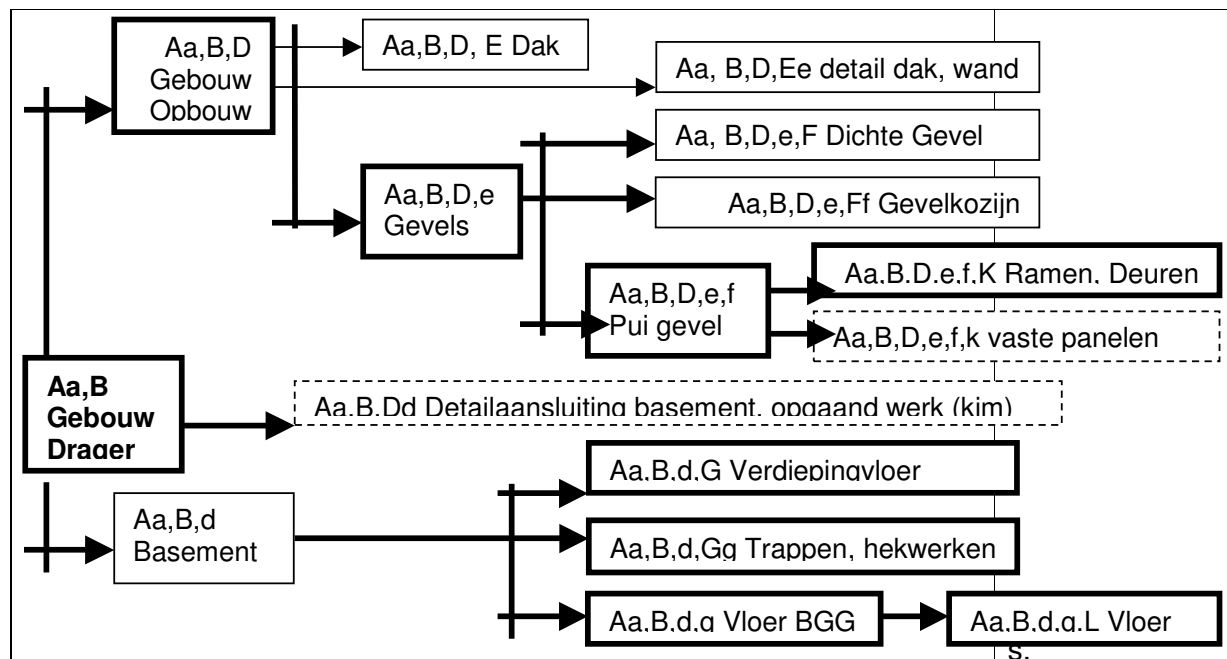 Aa,B,D
Gebouw
Opbouw
Aa,B,D, E Dak
Aa, B,D,Ee detail dak, wand
Aa, B,D,e,F Dichte Gevel
Aa,B,D,e
Gevels
Aa,B,D,e,Ff Gevelkozijn
Aa,B,D,e,f
Pui gevel
Aa,B,D,e,f,K Ramen, Deuren
Aa,B,D,e,f,k vaste panelen
Aa,B
Gebouw
Drager
Aa,B,Dd Detailaansluiting basement, opgaand werk (kim)
Aa,B,d,G Verdiepingvloer
Aa,B,d
Basement
Aa,B,d,Gg Trappen, hekwerken
Aa,B,d,g Vloer BGG
Aa,B,d,g,L Vloer
s.